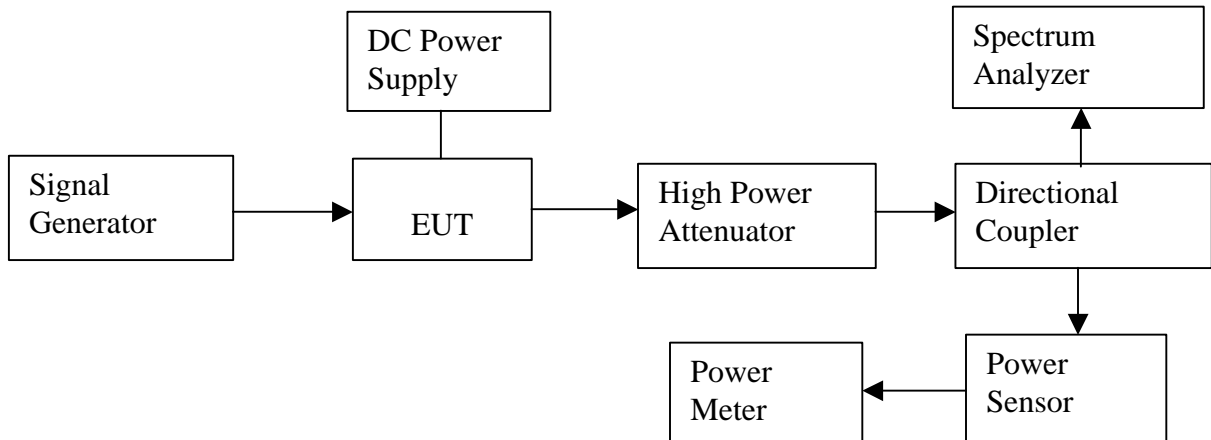 DC Power
Supply
Spectrum
Analyzer
Signal
Generator
EUT
High Power
Attenuator
Directional
Coupler
Power
Meter
Power
Sensor